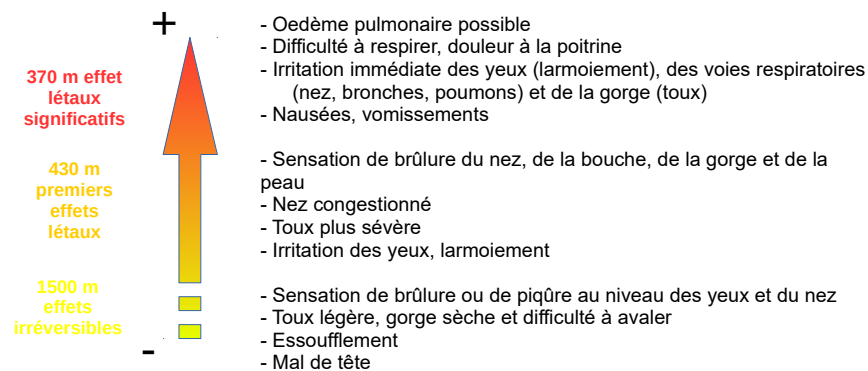 +
370 m effet
létaux
significatifs
- Oedème pulmonaire possible
- Difficulté à respirer, douleur à la poitrine
- Irritation immédiate des yeux (larmoiement), des voies respiratoires
(nez, bronches, poumons) et de la gorge (toux)
- Nausées, vomissements
430 m
premiers
effets
létaux
- Sensation de brûlure du nez, de la bouche, de la gorge et de la
peau
- Nez congestionné
- Toux plus sévère
- Irritation des yeux, larmoiement
1500 m
effets
irréversibles
- Sensation de brûlure ou de piqûre au niveau des yeux et du nez
- Toux légère, gorge sèche et difficulté à avaler
- Essoufflement
- Mal de tête
-